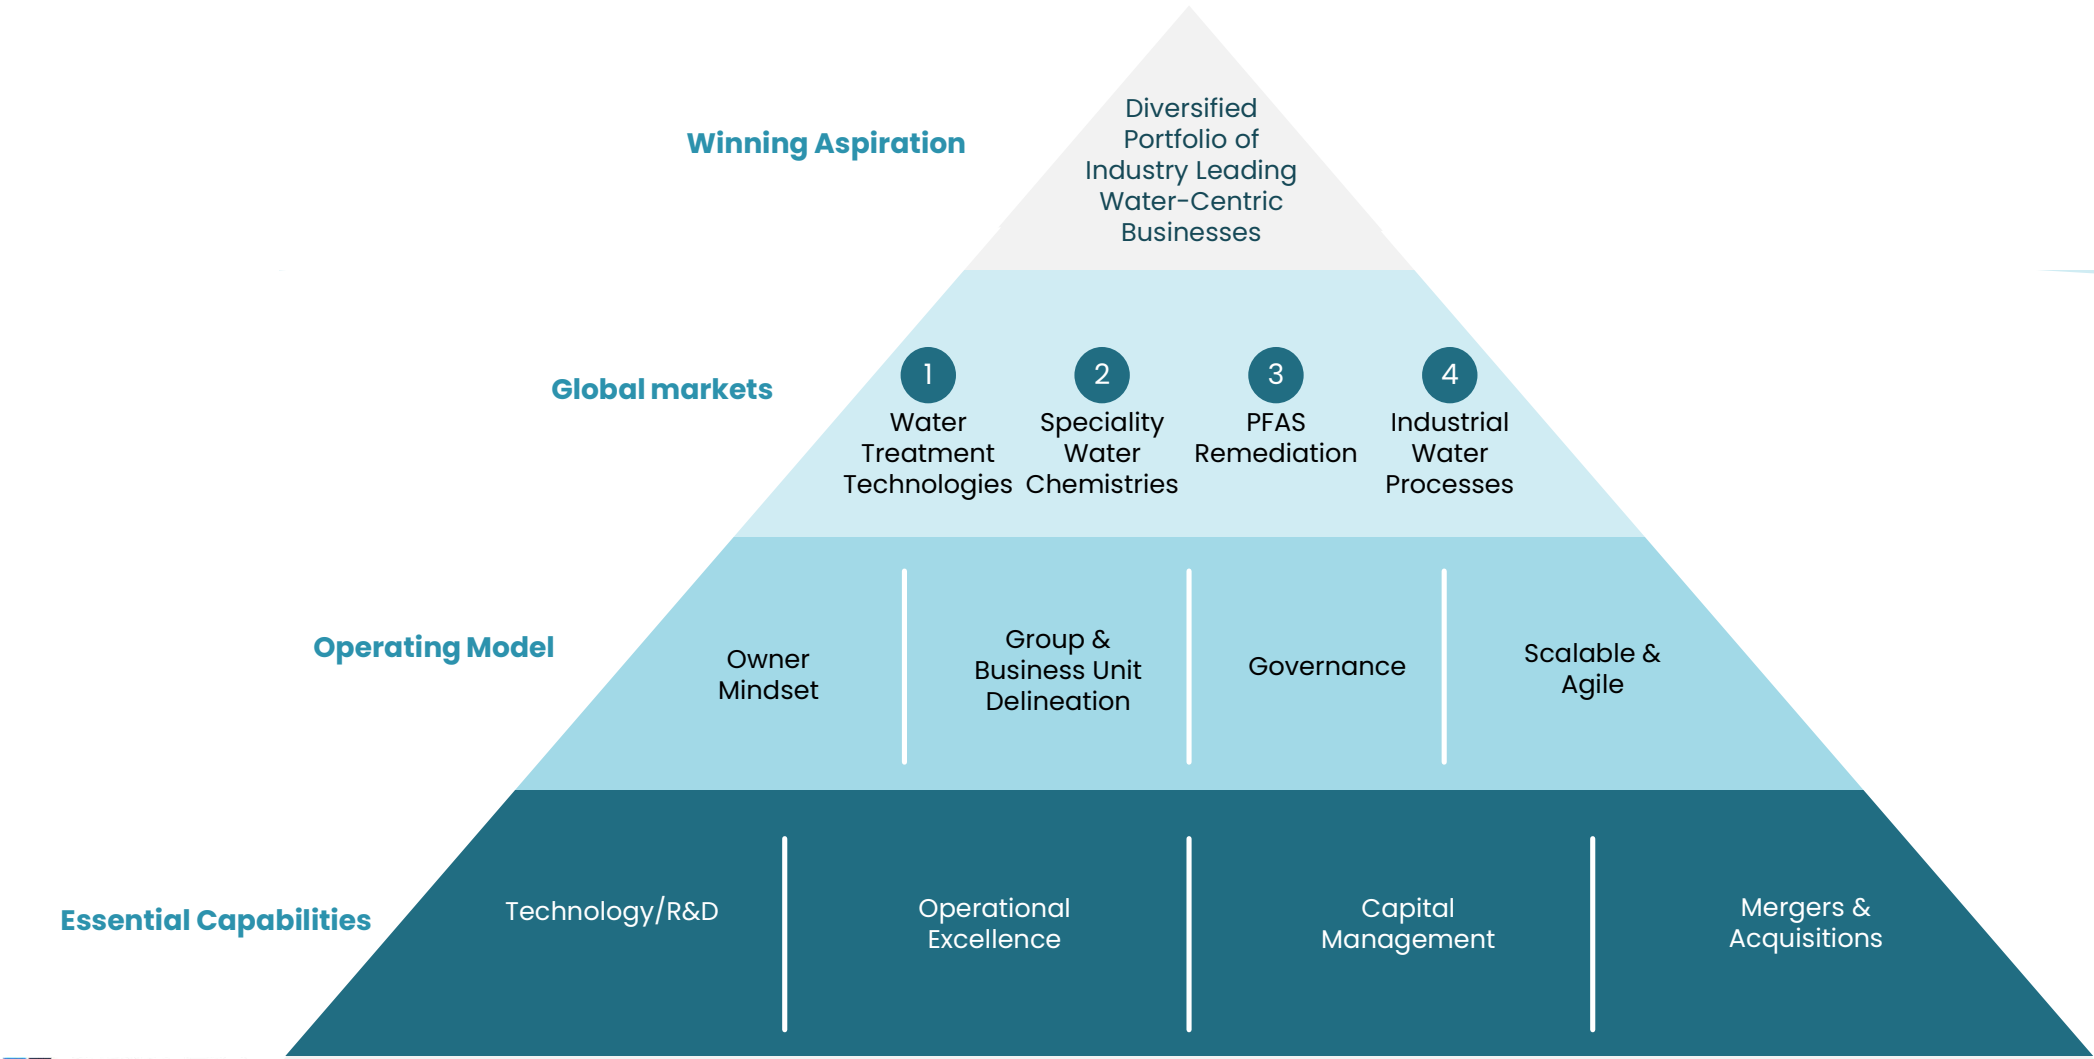 Winning Aspiration
Diversified
Portfolio of
Industry Leading
Water-Centric
Businesses
Global markets
1
Water
Treatment
Technologies
2
Speciality
Water
Chemistries
3
PFAS
Remediation
4
Industrial
Water
Processes
Operating Model
Owner
Mindset
Group &
Business Unit
Delineation
Governance
Scalable &
Agile
Essential Capabilities
Technology/R&D
Operational
Excellence
Capital
Management
Mergers &
Acquisitions